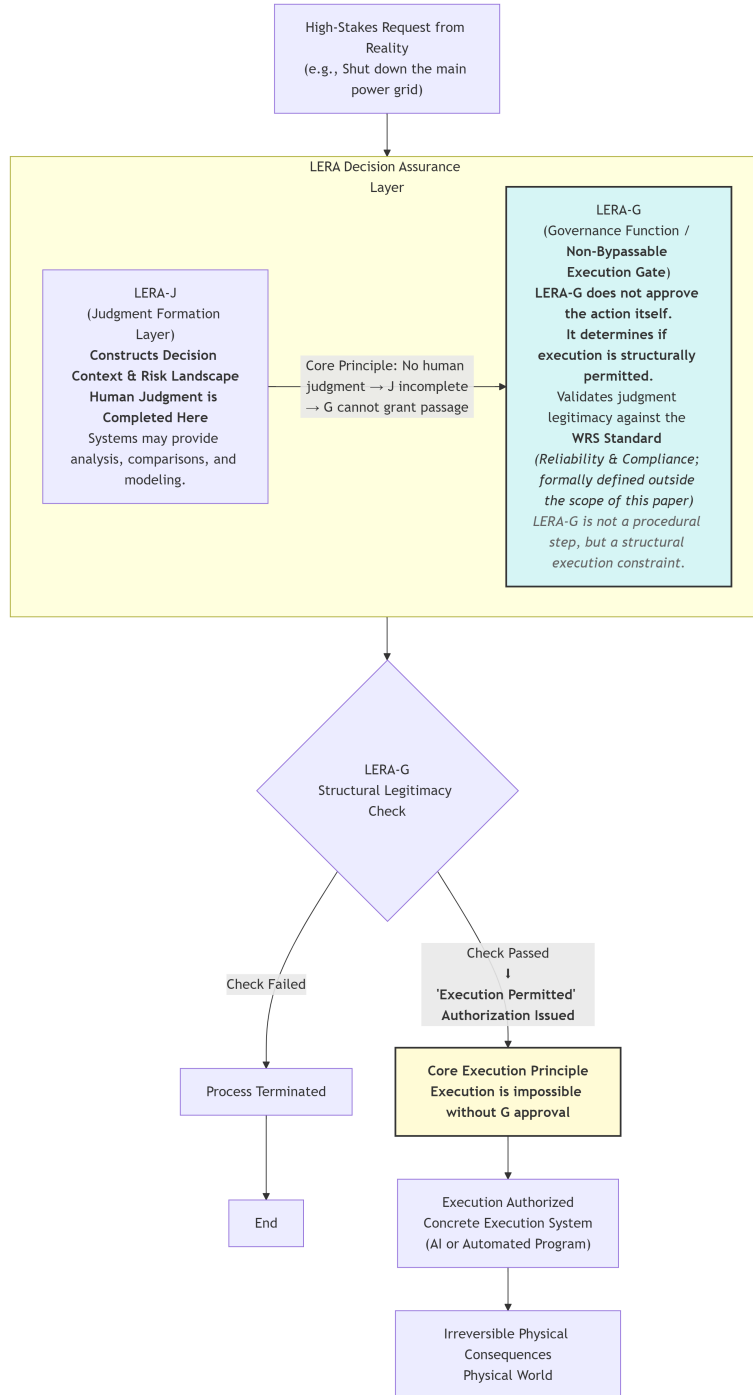 High-Stakes Request from
Reality
(e.g., Shut down the main
power grid)
LERA Decision Assurance
Layer
LERA-J
(Judgment Formation
Layer)
Constructs Decision
Context & Risk Landscape
Human Judgment is
Completed Here
Systems may provide
analysis, comparisons, and
modeling.
Core Principle: No human
judgment → J incomplete
→ G cannot grant passage
LERA-G
(Governance Function /
Non-Bypassable
Execution Gate)
LERA-G does not approve
the action itself.
It determines if
execution is structurally
permitted.
Validates judgment
legitimacy against the
WRS Standard
(Reliability & Compliance;
formally defined outside
the scope of this paper)
LERA-G is not a procedural
step, but a structural
execution constraint.
LERA-G
Structural Legitimacy
Check
Check Failed
Check Passed
⬇
'Execution Permitted'
Authorization Issued
Process Terminated
Core Execution Principle
Execution is impossible
without G approval
End
Execution Authorized
Concrete Execution System
(AI or Automated Program)
Irreversible Physical
Consequences
Physical World